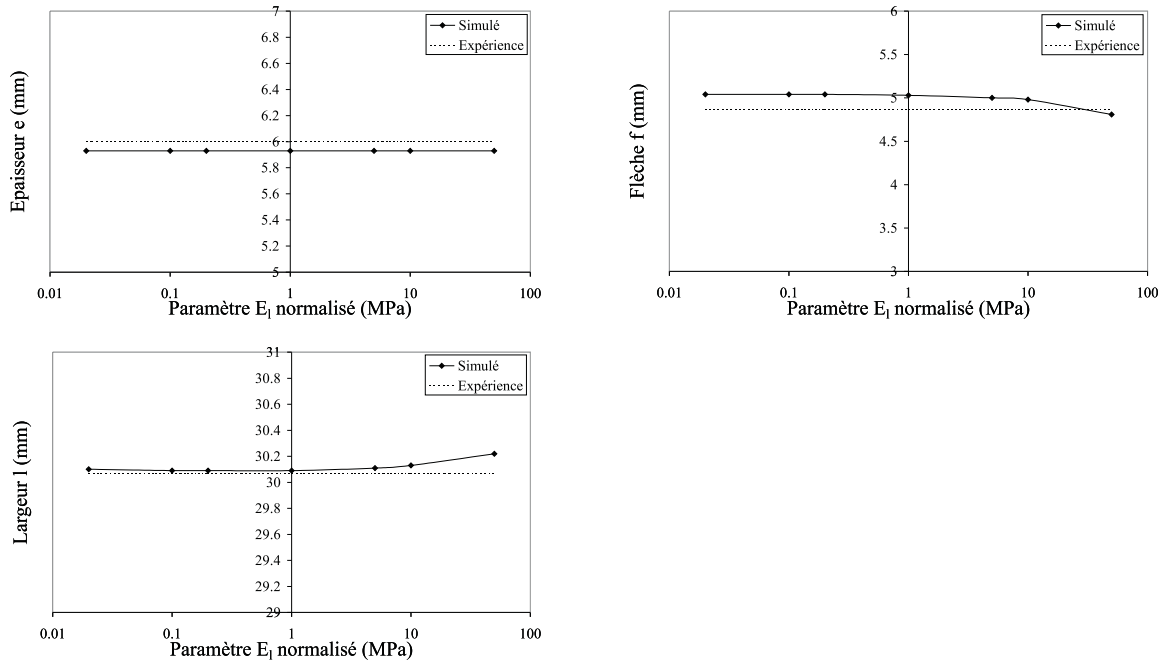 7
6.8
6.6
6.4
6.2
6
5.8
5.6
5.4
5.2
5
0.01 0.1 1 10 100
Epaisseur e (mm)
Paramètre El normalisé (MPa)
Simulé
Expérience
6
5.5
5
4.5
4
3.5
3
0.01 0.1 1 10 100
Flèche f (mm)
Paramètre El normalisé (MPa)
Simulé
Expérience
31
30.8
30.6
30.4
30.2
30
29.8
29.6
29.4
29.2
29
0.01 0.1 1 10 100
Largeur l (mm)
Paramètre El normalisé (MPa)
Simulé
Expérience